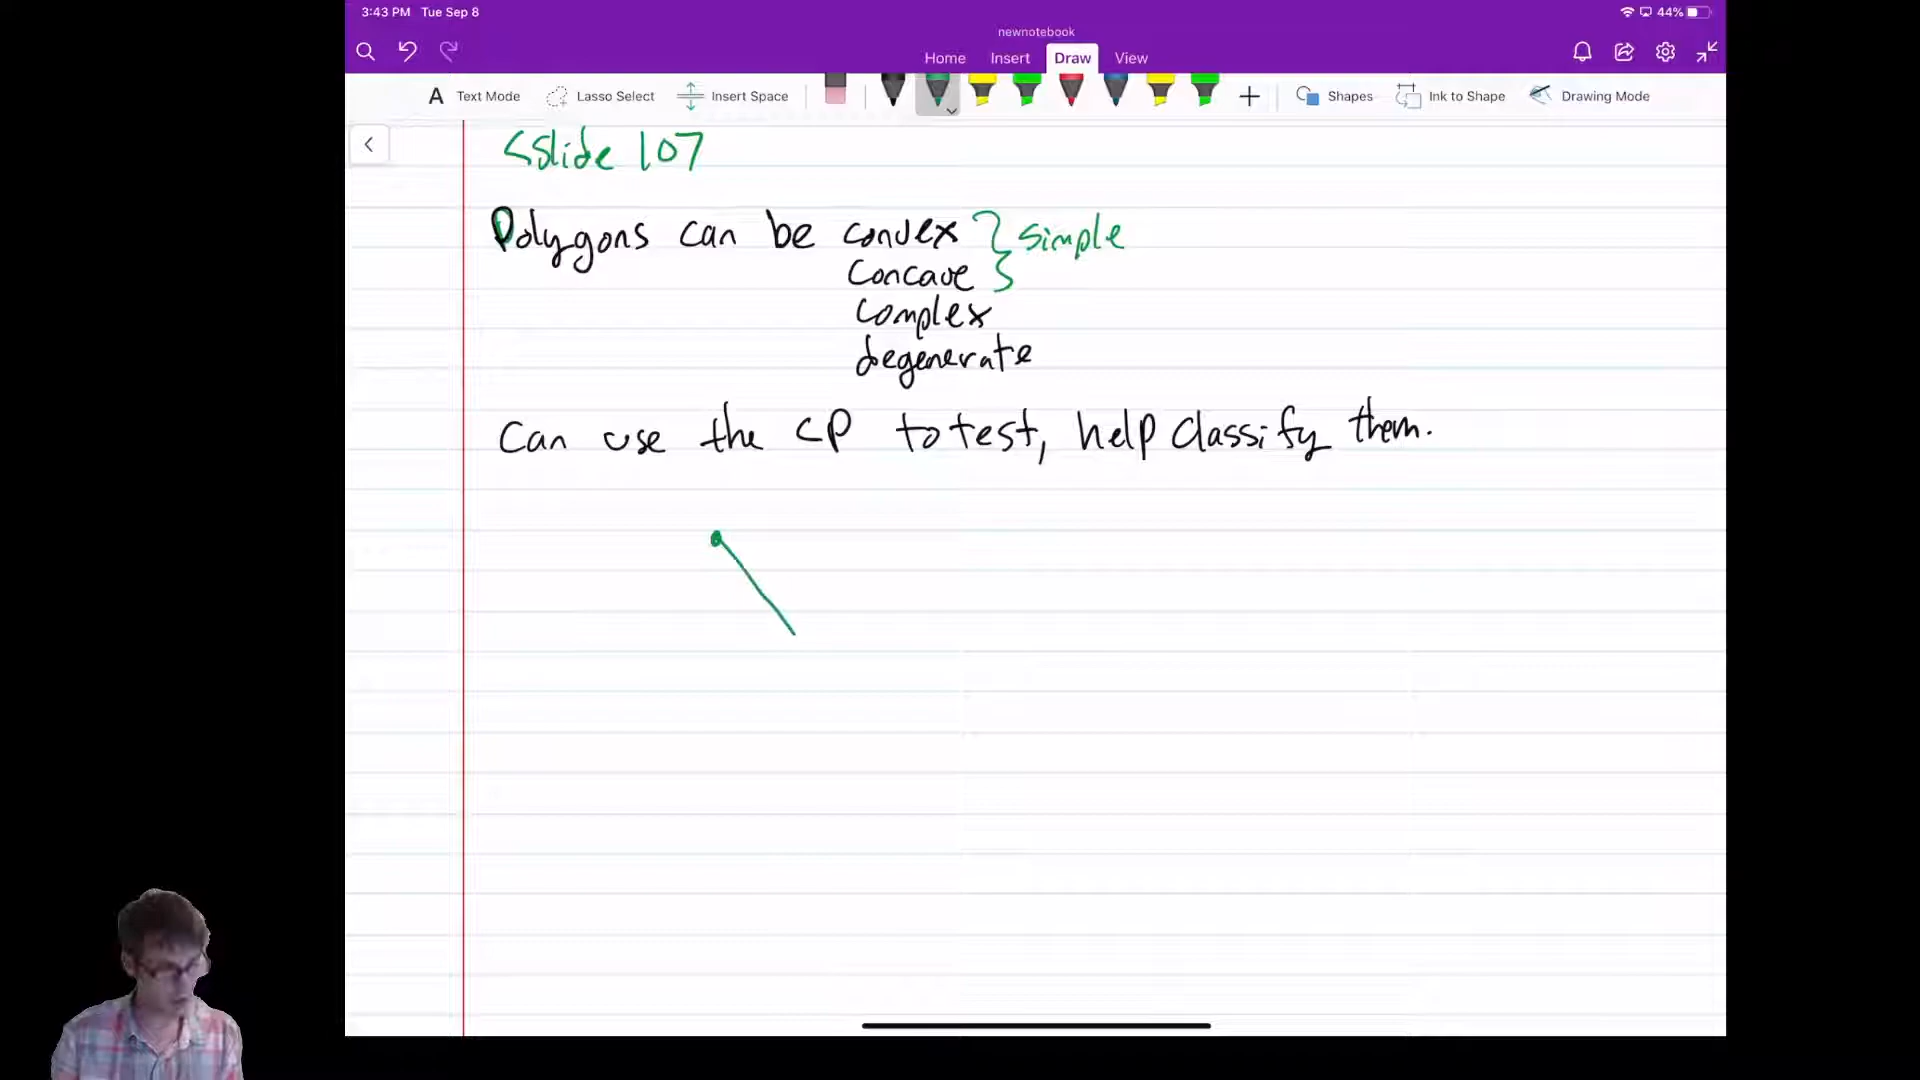 3:43 PM Tue Sep 8
44%
newnotebook
Home Insert Draw View
Text Mode Lasso Select Insert Space Shapes Ink to Shape Drawing Mode
<Slide 107
Polygons can be convex } simple
concave
complex
degenerate
Can use the CP to test, help classify them.